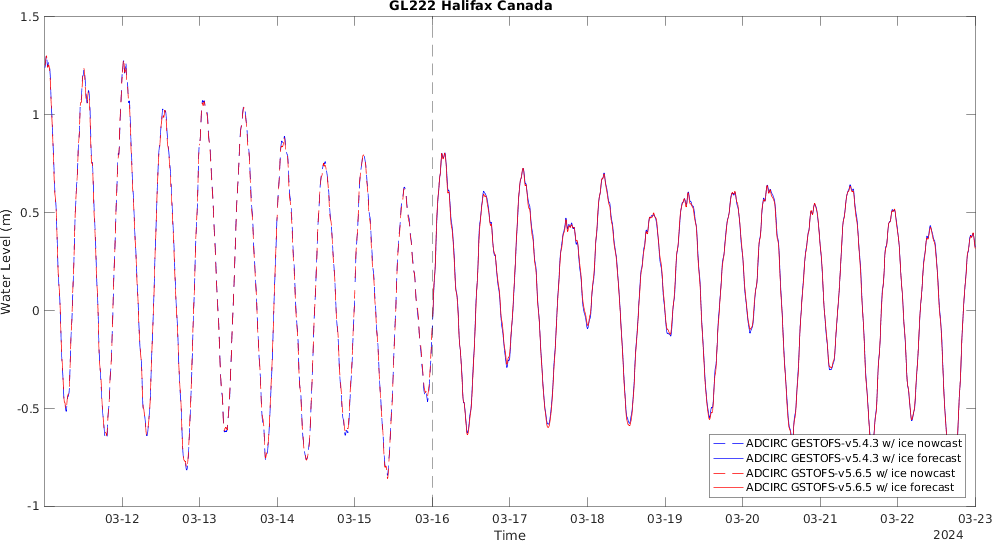 GL222 Halifax Canada
1.5
1
0.5
0
-0.5
-1
Water Level (m)
ADCIRC GESTOFS-v5.4.3 w/ ice nowcast
ADCIRC GESTOFS-v5.4.3 w/ ice forecast
ADCIRC GSTOFS-v5.6.5 w/ ice nowcast
ADCIRC GSTOFS-v5.6.5 w/ ice forecast
03-12 03-13 03-14 03-15 03-16 03-17 03-18 03-19 03-20 03-21 03-22 03-23
Time
2024